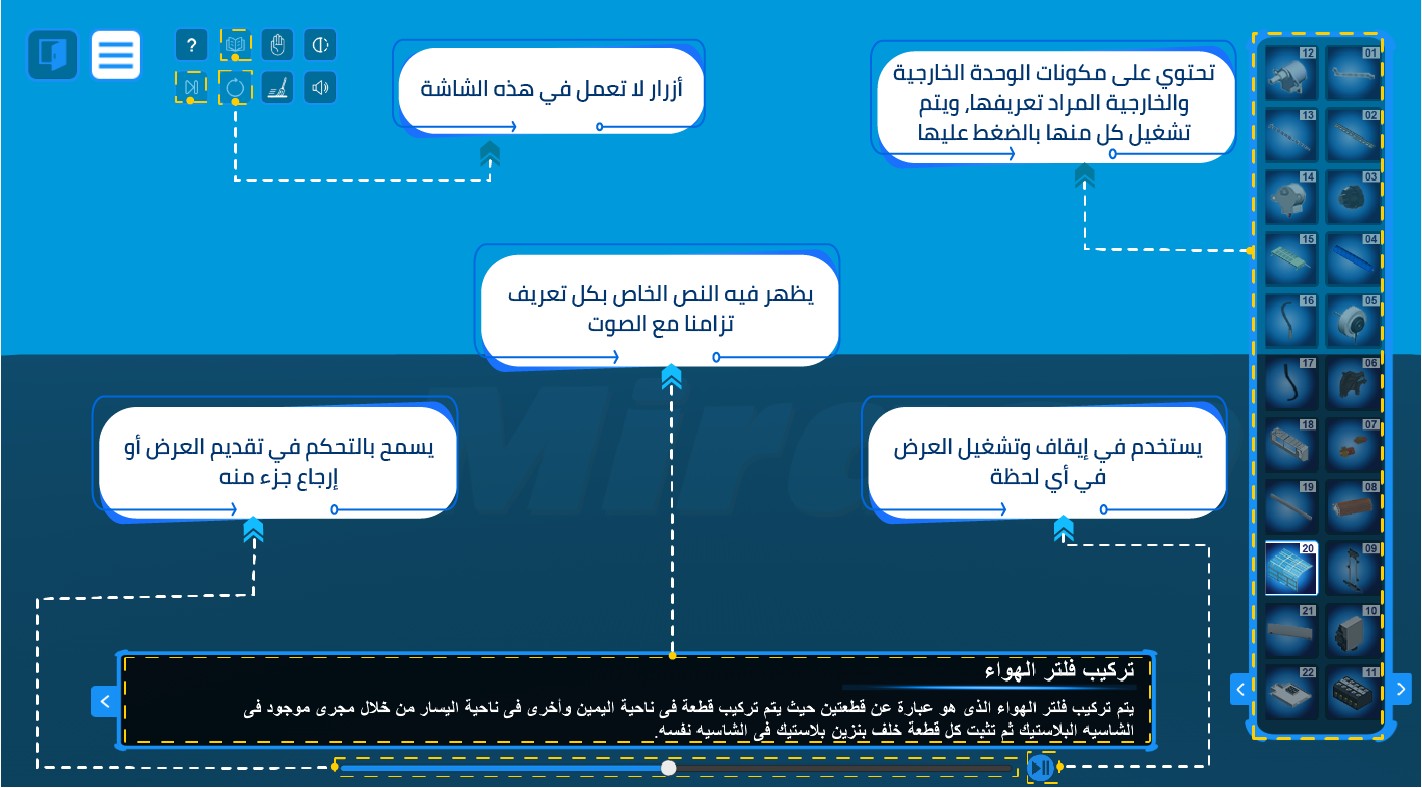 ?
أزرار لا تعمل في هذه الشاشة
تحتوي على مكونات الوحدة الخارجية
والخارجية المراد تعريفها, ويتم
تشغيل كل منها بالضغط عليها
يظهر فيه النص الخاص بكل تعريف
تزامنا مع الصوت
يسمح بالتحكم في تقديم العرض أو
إرجاع جزء منه
يستخدم في إيقاف وتشغيل العرض
في أي لحظة
01
12
02
13
03
14
04
15
05
16
06
17
07
18
08
19
09
20
10
21
11
22
تركيب فلتر الهواء
يتم تركيب فلتر الهواء الذى هو عبارة عن قطعتين حيث يتم تركيب قطعة فى ناحية اليمين وأخرى فى ناحية اليسار من خلال مجرى موجود فى
الشاسيه البلاستيك ثم تثبت كل قطعة خلف بنزين بلاستيك فى الشاسيه نفسه.